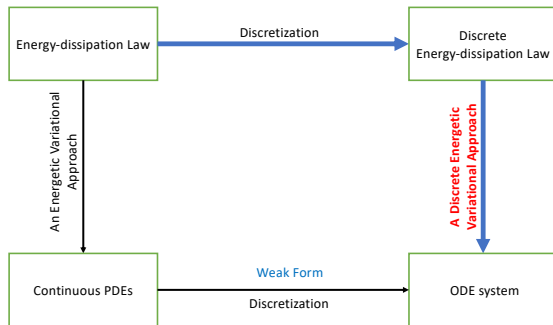 Energy-dissipation Law
Discretization
Discrete
Energy-dissipation Law
An Energetic Variational
Approach
A Discrete Energetic
Variational Approach
Continuous PDEs
Weak Form
Discretization
ODE system